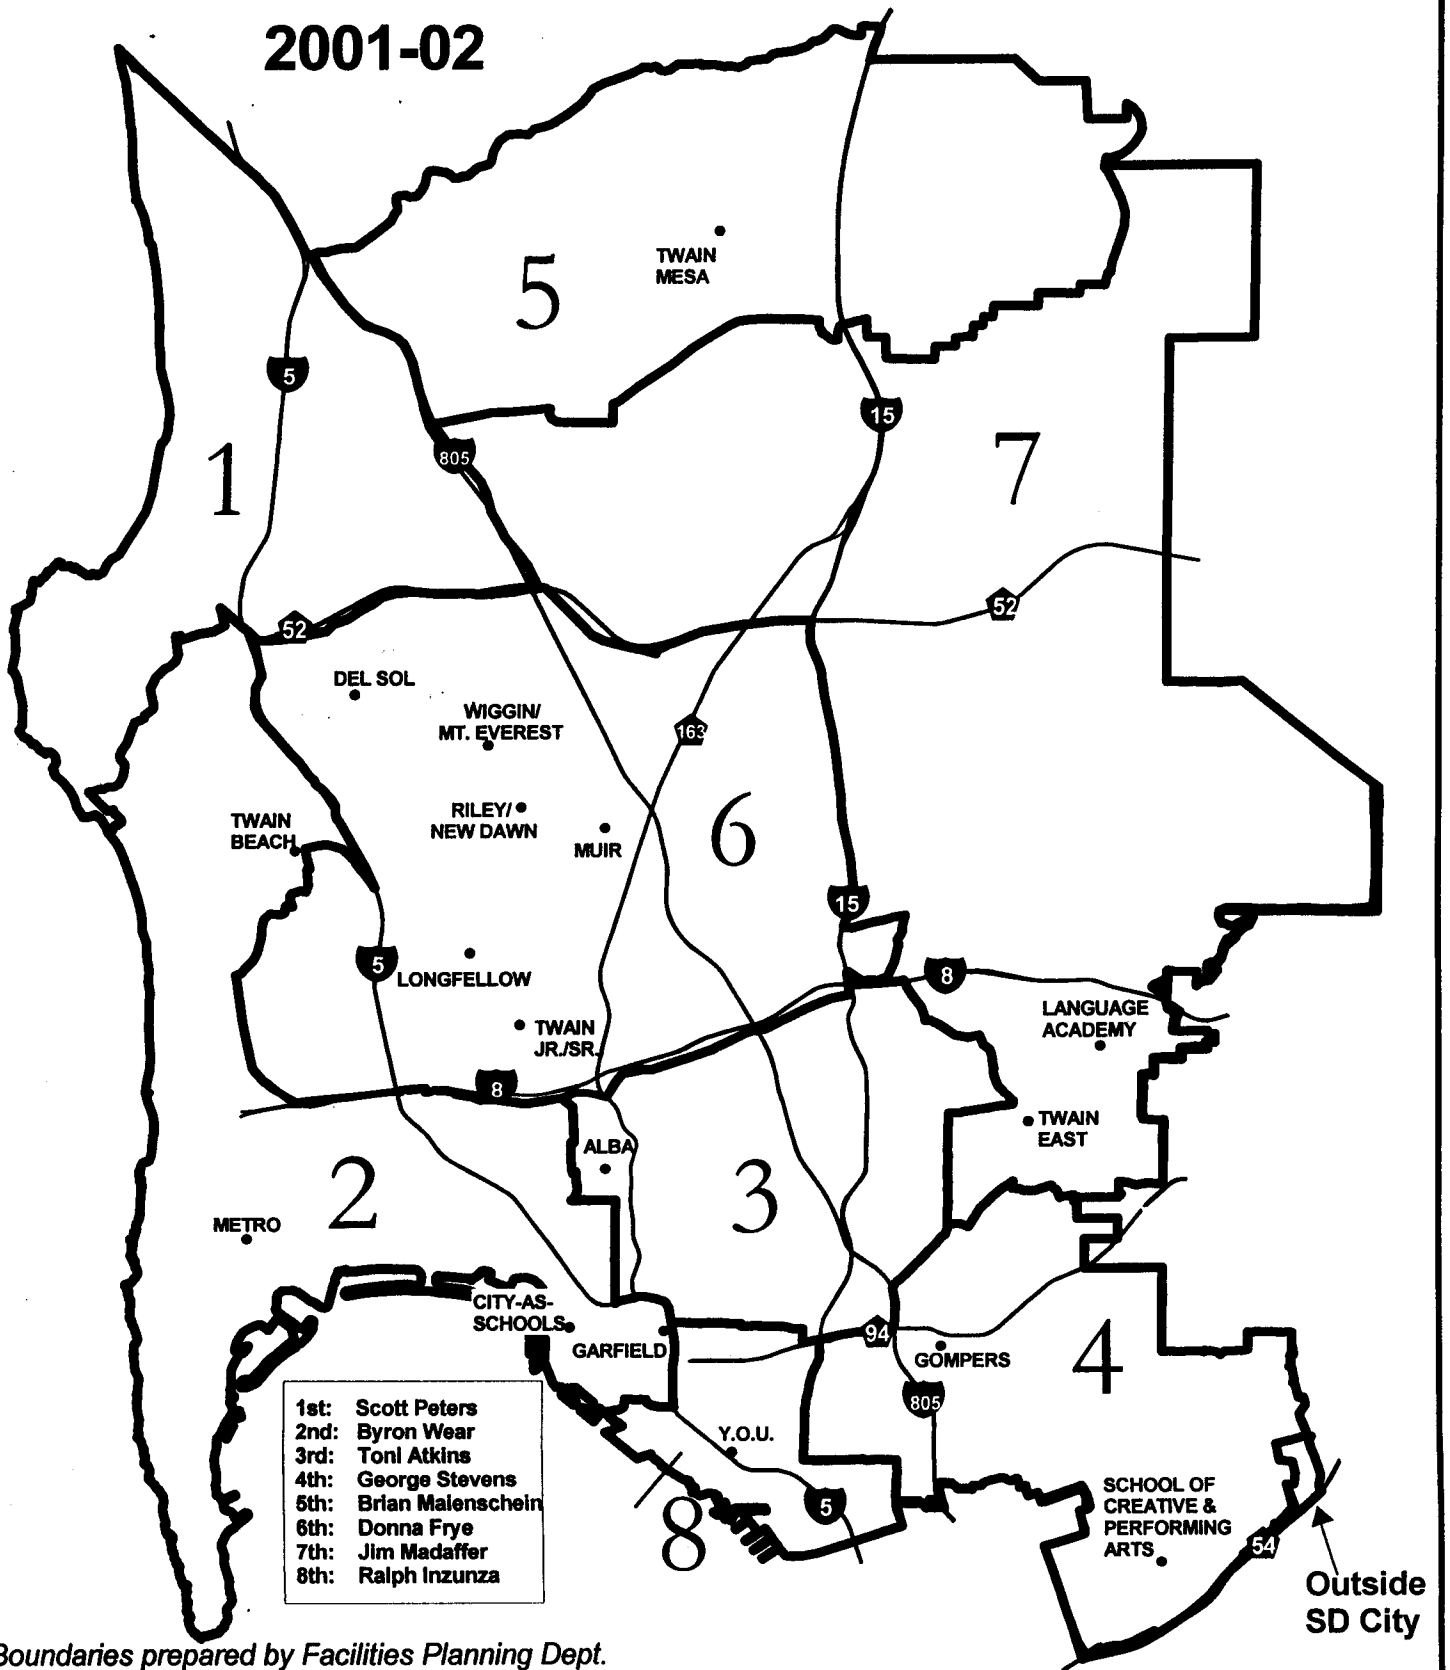 2001-02
TWAIN
MESA
5
5
15
1
805
7
52
52
DEL SOL
WIGGIN/
MT. EVEREST
163
RILEY/
NEW DAWN
TWAIN
BEACH
MUIR
6
15
5
LONGFELLOW
8
LANGUAGE
ACADEMY
TWAIN
JR./SR.
8
TWAIN
EAST
ALBA
2
3
METRO
CITY-AS-
SCHOOLS
GARFIELD
94
GOMPERS
4
805
1st: Scott Peters
2nd: Byron Wear
3rd: Toni Atkins
4th: George Stevens
5th: Brian Maienschein
6th: Donna Frye
7th: Jim Madaffer
8th: Ralph Inzunza
Y.O.U.
5
8
SCHOOL OF
CREATIVE &
PERFORMING
ARTS
54
Outside
SD City
Boundaries prepared by Facilities Planning Dept.